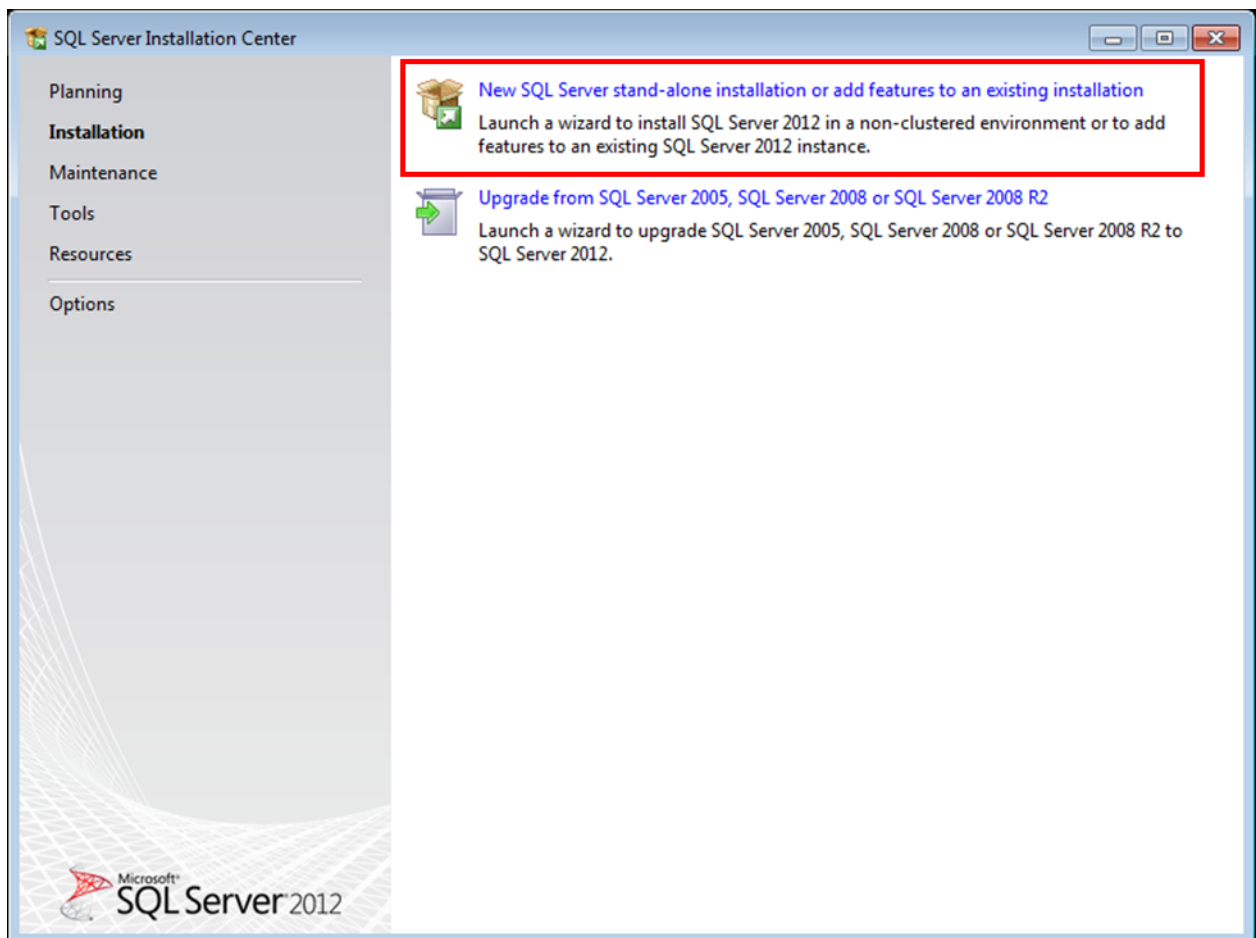 SQL Server Installation Center
Planning
Installation
Maintenance
Tools
Resources
Options
New SQL Server stand-alone installation or add features to an existing installation
Launch a wizard to install SQL Server 2012 in a non-clustered environment or to add
features to an existing SQL Server 2012 instance.
Upgrade from SQL Server 2005, SQL Server 2008 or SQL Server 2008 R2
Launch a wizard to upgrade SQL Server 2005, SQL Server 2008 or SQL Server 2008 R2 to
SQL Server 2012.
Microsoft®
SQL Server® 2012